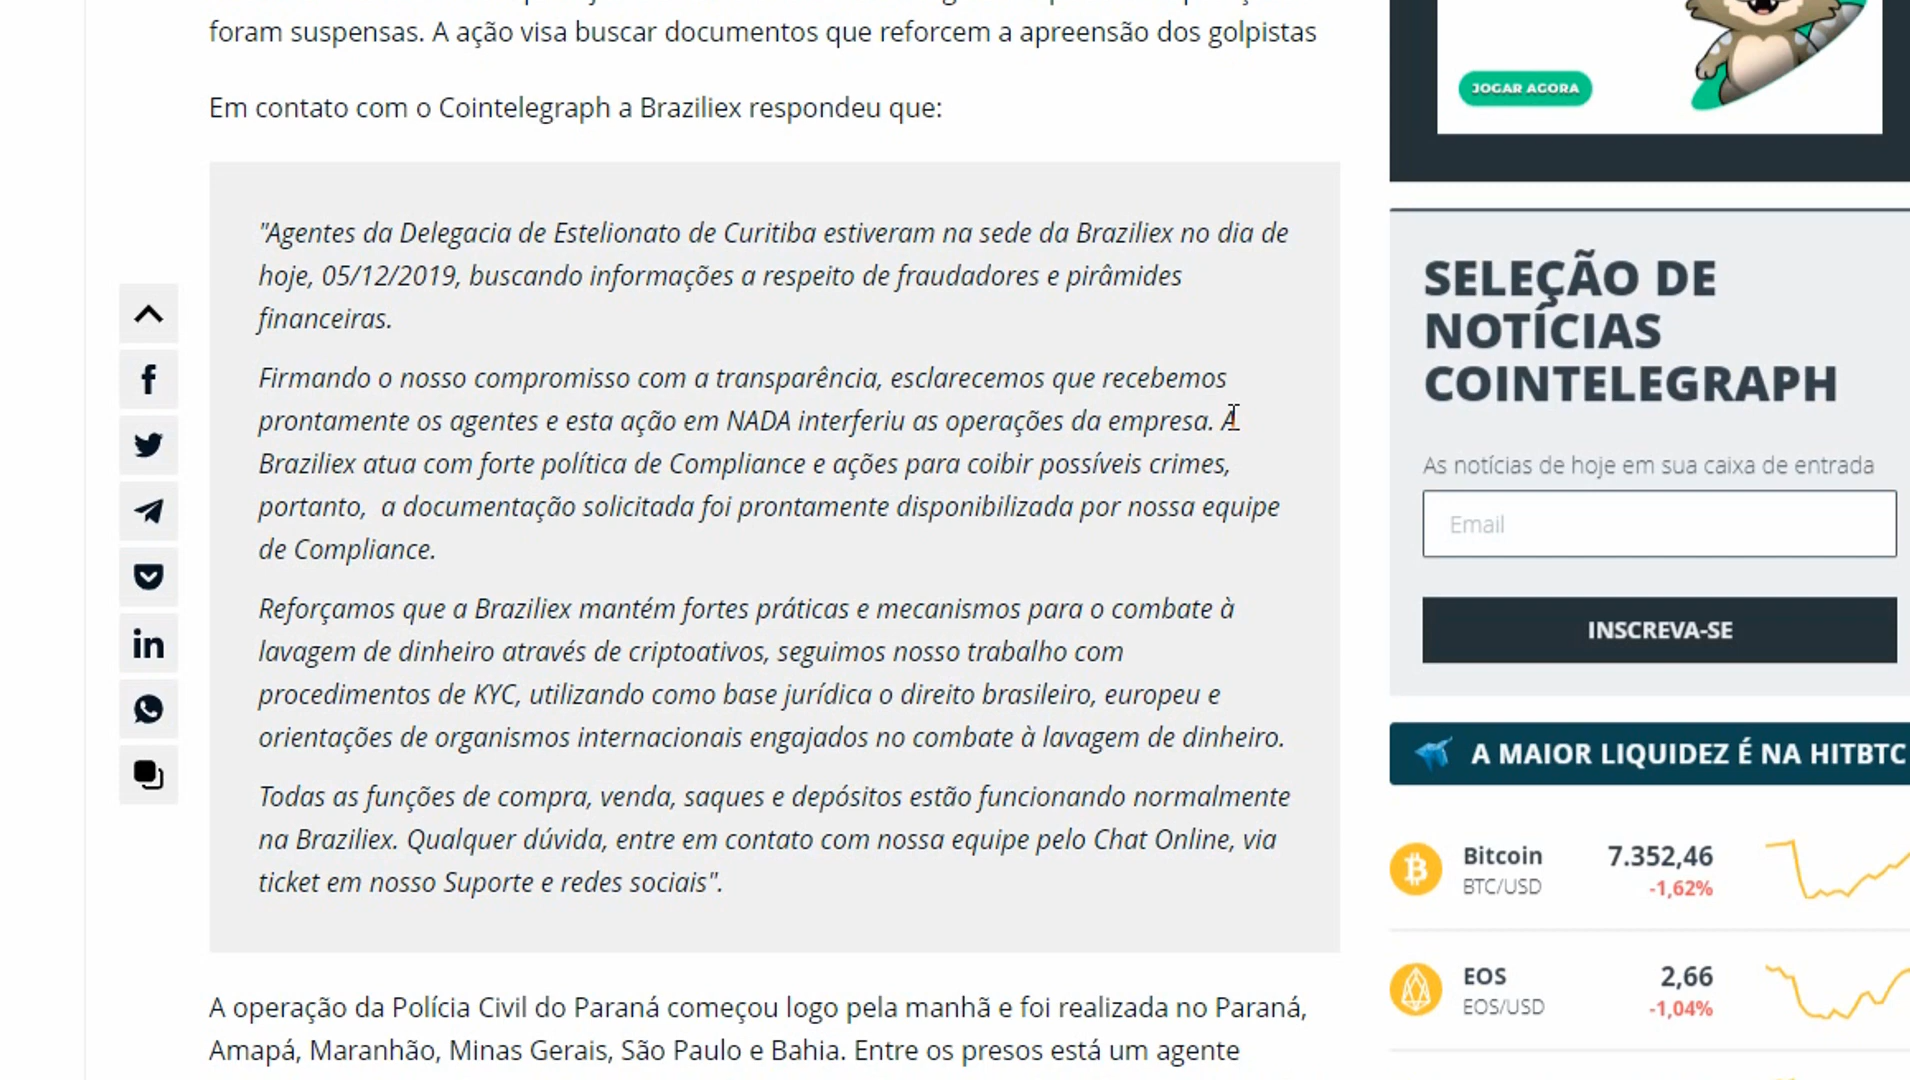 foram suspensas. A ação visa buscar documentos que reforcem a apreensão dos golpistas
Em contato com o Cointelegraph a Braziliex respondeu que:
"Agentes da Delegacia de Estelionato de Curitiba estiveram na sede da Braziliex no dia de
hoje, 05/12/2019, buscando informações a respeito de fraudadores e pirâmides
financeiras.
Firmando o nosso compromisso com a transparência, esclarecemos que recebemos
prontamente os agentes e esta ação em NADA interferiu as operações da empresa. A
Braziliex atua com forte política de Compliance e ações para coibir possíveis crimes,
portanto,  a documentação solicitada foi prontamente disponibilizada por nossa equipe
de Compliance.
Reforçamos que a Braziliex mantém fortes práticas e mecanismos para o combate à
lavagem de dinheiro através de criptoativos, seguimos nosso trabalho com
procedimentos de KYC, utilizando como base jurídica o direito brasileiro, europeu e
orientações de organismos internacionais engajados no combate à lavagem de dinheiro.
Todas as funções de compra, venda, saques e depósitos estão funcionando normalmente
na Braziliex. Qualquer dúvida, entre em contato com nossa equipe pelo Chat Online, via
ticket em nosso Suporte e redes sociais".
A operação da Polícia Civil do Paraná começou logo pela manhã e foi realizada no Paraná,
Amapá, Maranhão, Minas Gerais, São Paulo e Bahia. Entre os presos está um agente
JOGAR AGORA
SELEÇÃO DE
NOTÍCIAS
COINTELEGRAPH
As notícias de hoje em sua caixa de entrada
Email
INSCREVA-SE
A MAIOR LIQUIDEZ É NA HITBTC
Bitcoin 7.352,46
BTC/USD -1,62%
EOS 2,66
EOS/USD -1,04%